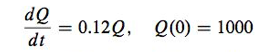 dQ/dt = 0.12Q, Q(0) = 1000